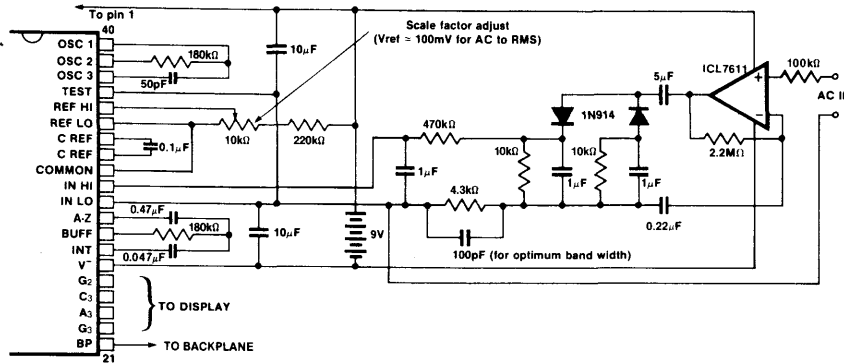 To pin 1
40
Scale factor adjust
(Vref = 100mV for AC to RMS)
OSC 1
OSC 2
OSC 3
TEST
REF HI
REF LO
C REF
C REF
COMMON
IN HI
IN LO
A-Z
BUFF
INT
V⁻
G2
C3
A3
G3
BP
21
180kΩ
50pF
10µF
0.1µF
10kΩ
220kΩ
470kΩ
1µF
10kΩ
1N914
10kΩ
1µF
1µF
5µF
ICL7611
+
-
100kΩ
AC I
2.2MΩ
4.3kΩ
0.22µF
100pF (for optimum band width)
0.47µF
180kΩ
0.047µF
10µF
9V
TO DISPLAY
TO BACKPLANE